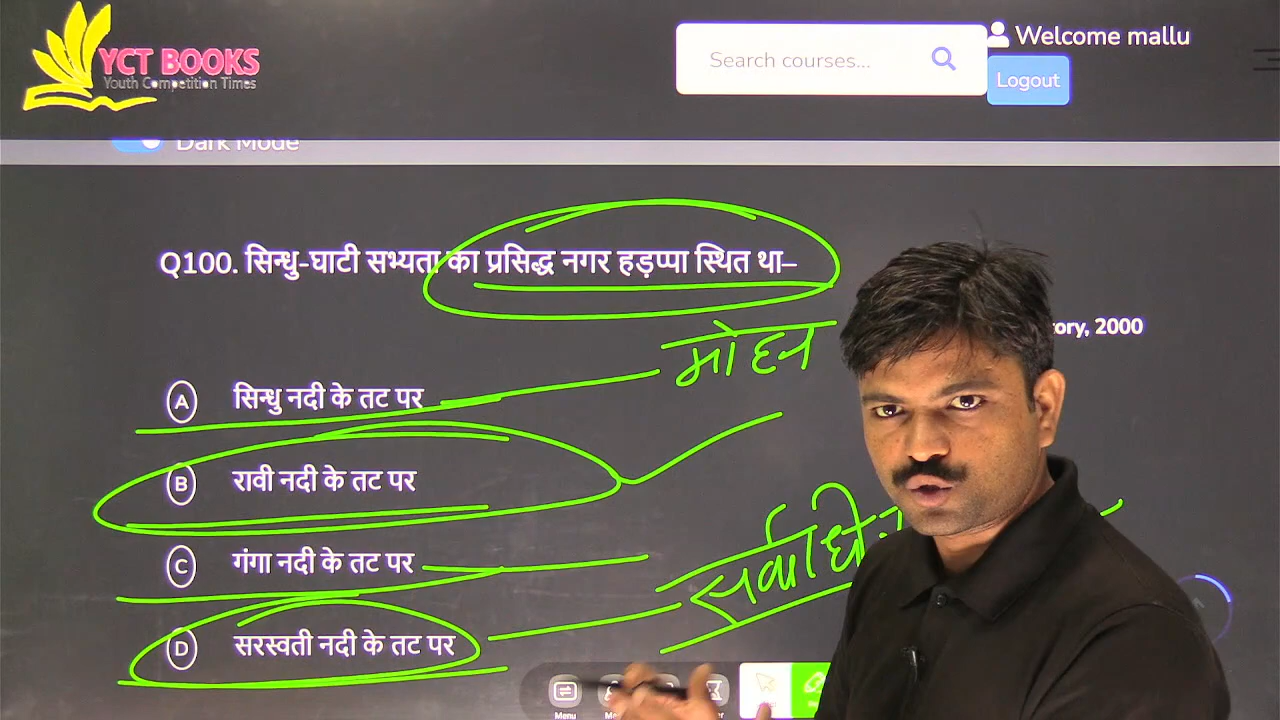 YCT BOOKS
Youth Competition Times
Search courses...
Welcome mallu
Logout
Dark Mode
Q100. सिन्धु-घाटी सभ्यता का प्रसिद्ध नगर हड़प्पा स्थित था–
2000
मोहन
A सिन्धु नदी के तट पर
B रावी नदी के तट पर
C गंगा नदी के तट पर
D सरस्वती नदी के तट पर
Menu